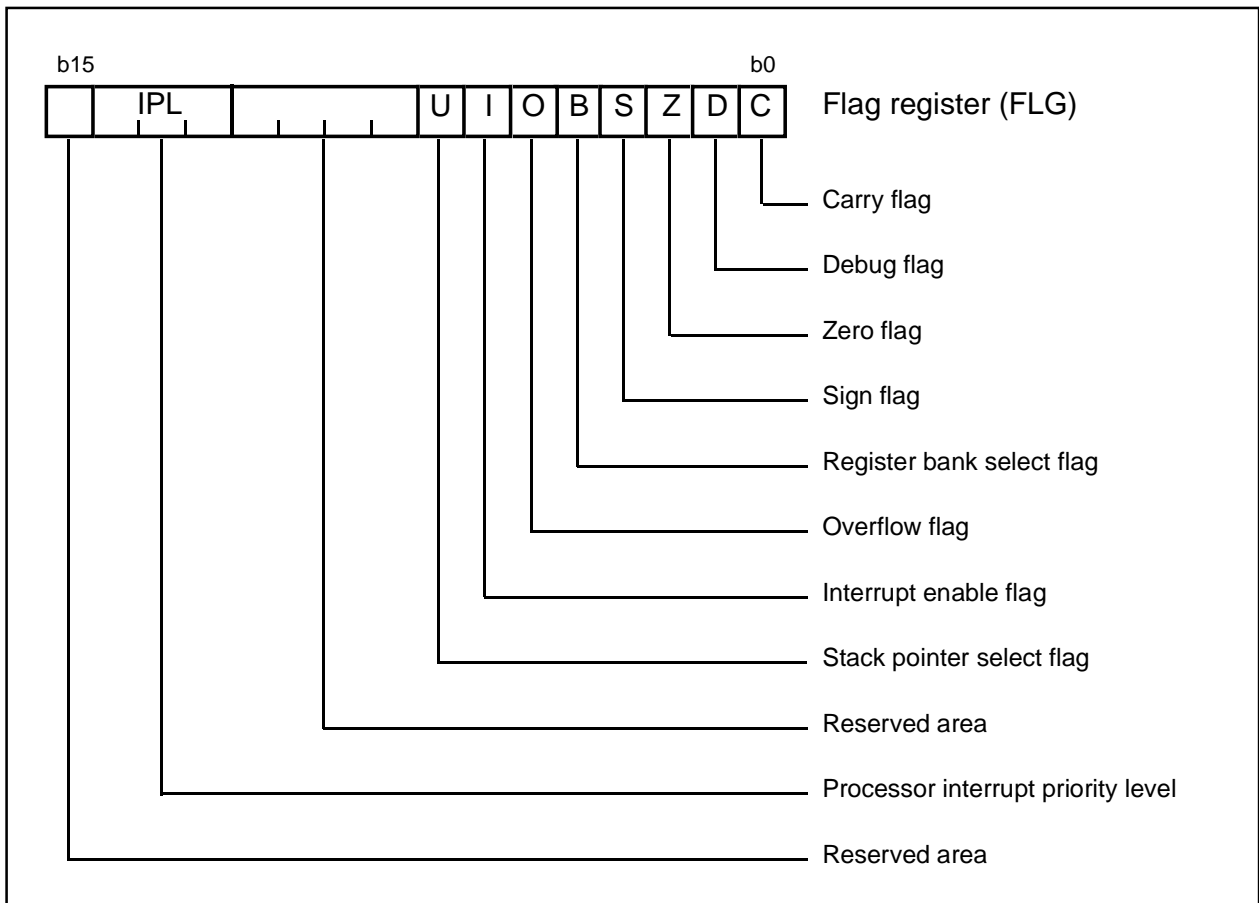 b15 b0
IPL U I O B S Z D C Flag register (FLG)
Carry flag
Debug flag
Zero flag
Sign flag
Register bank select flag
Overflow flag
Interrupt enable flag
Stack pointer select flag
Reserved area
Processor interrupt priority level
Reserved area